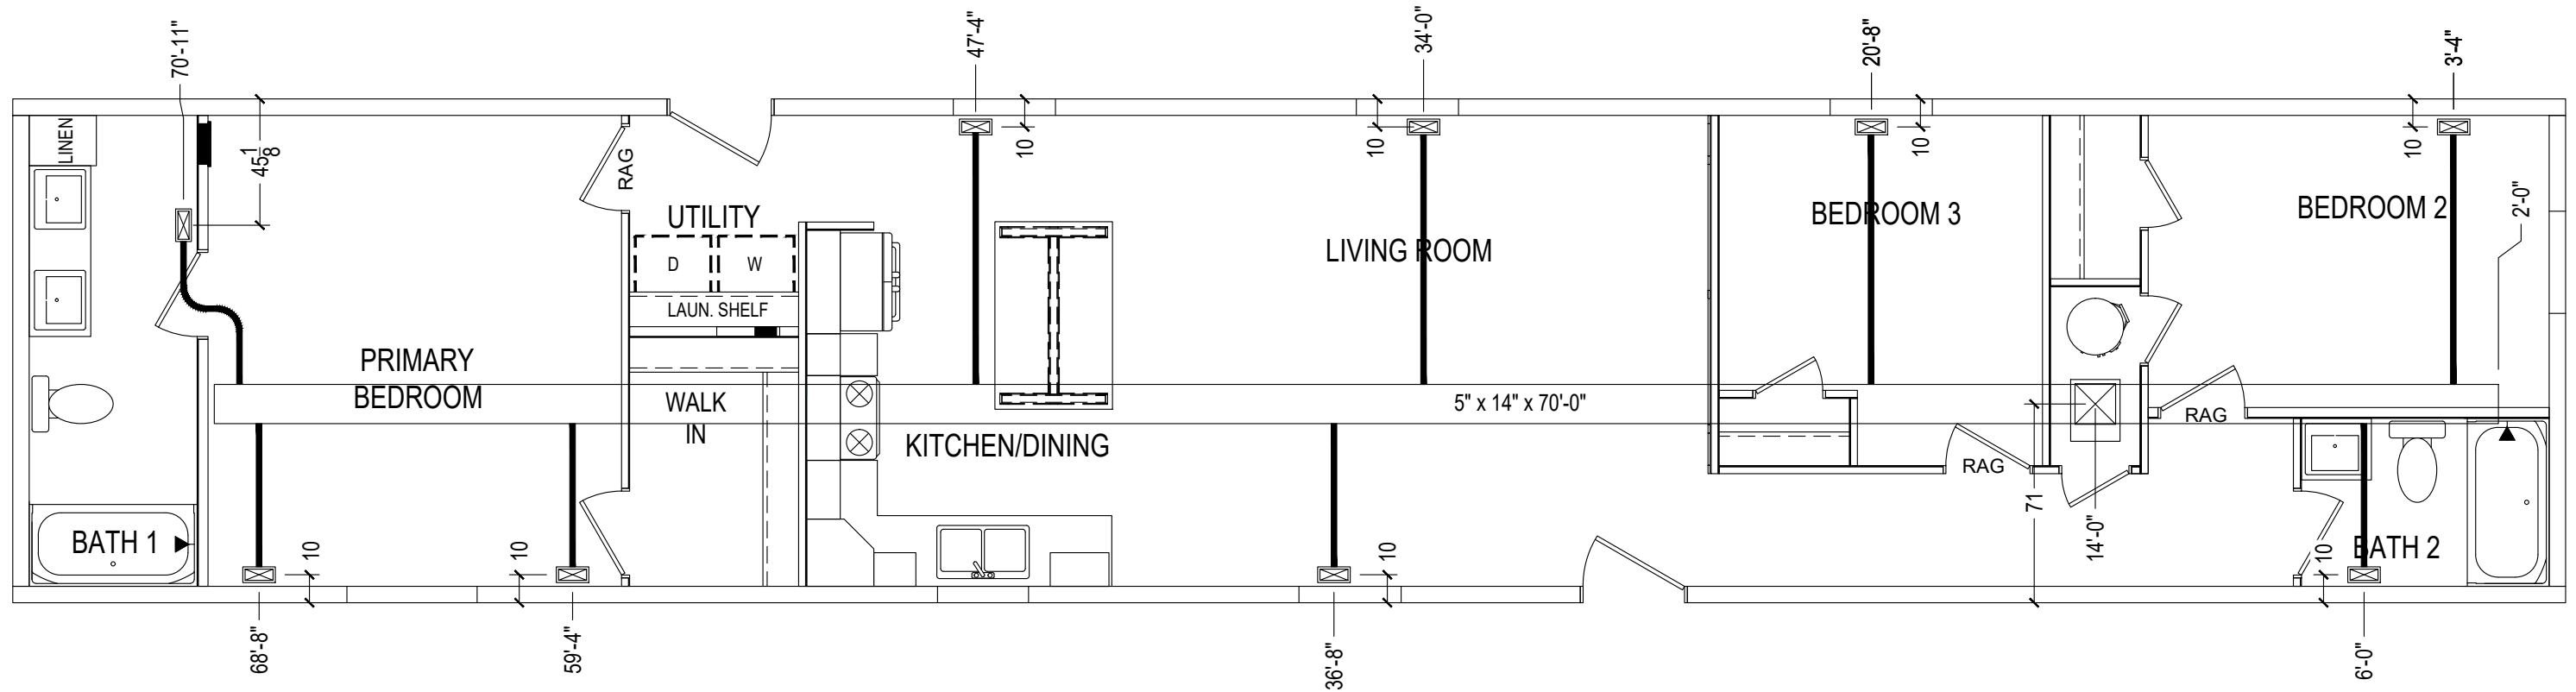 70'-11"
47'-4"
34'-0"
20'-8"
3'-4"
LINEN
45 1/8
RAG
10
10
10
10
UTILITY
D
W
LAUN. SHELF
LIVING ROOM
BEDROOM 3
BEDROOM 2
2'-0"
PRIMARY
BEDROOM
WALK
IN
KITCHEN/DINING
5" x 14" x 70'-0"
RAG
RAG
71
14'-0"
BATH 1
10
10
10
10
BATH 2
68'-8"
59'-4"
36'-8"
6'-0"